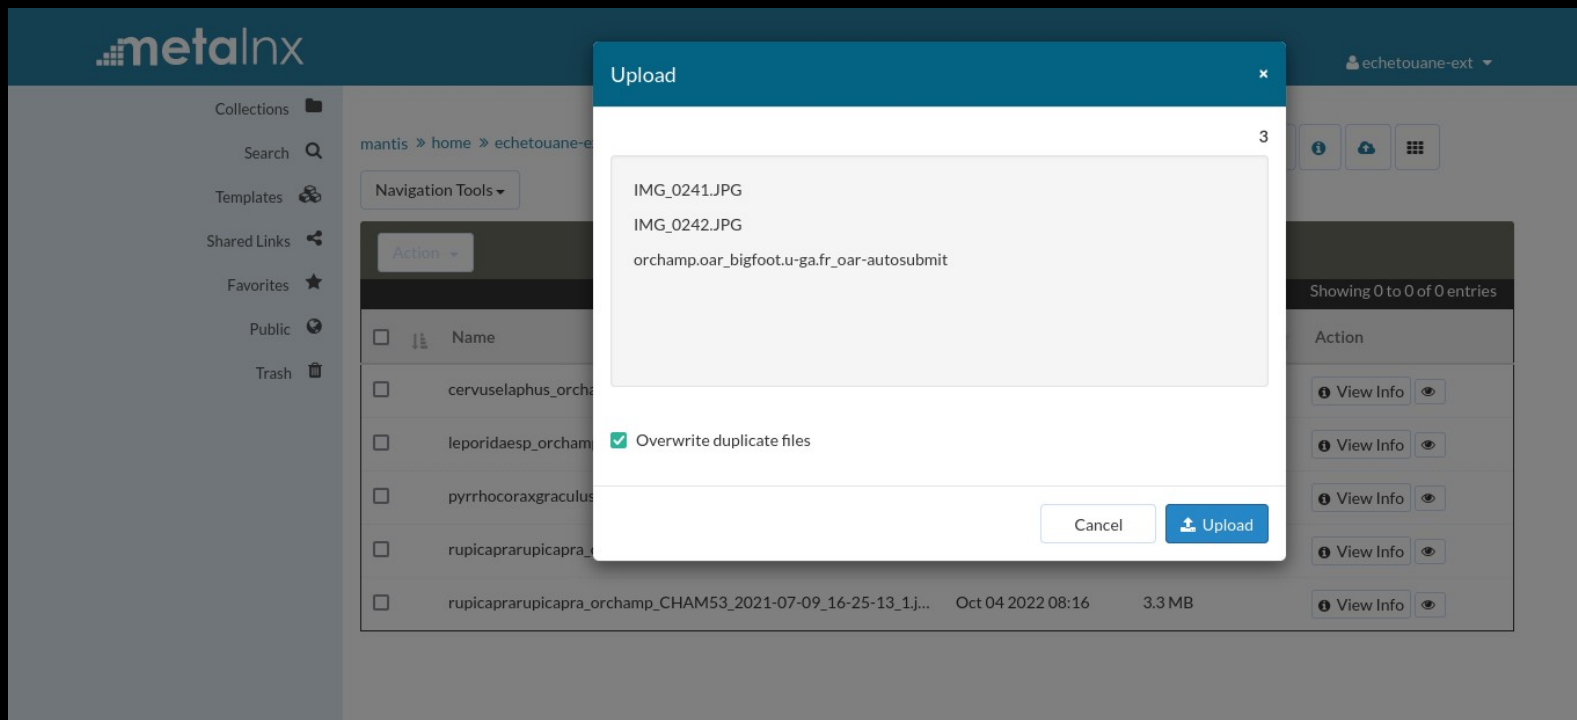 metalnx
echetouane-ext
Upload
×
3
IMG_0241.JPG
IMG_0242.JPG
orchamp.oar_bigfoot.u-ga.fr_oar-autosubmit
Overwrite duplicate files
Cancel
Upload
Collections
Search
Templates
Shared Links
Favorites
Public
Trash
mantis » home » echetouane-e
Navigation Tools
Action
Showing 0 to 0 of 0 entries
Name Action
cervuselaphus_orcha View Info
leporidaesp_orcham View Info
pyrrhocoraxgraculus View Info
rupicaprarupicapra_ View Info
rupicaprarupicapra_orchamp_CHAM53_2021-07-09_16-25-13_1.j... Oct 04 2022 08:16 3.3 MB View Info